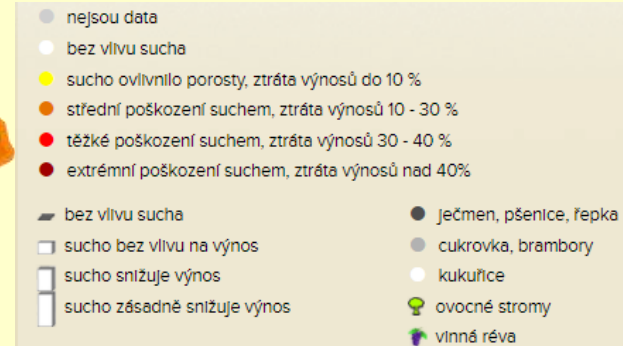 nejsou data
bez vlivu sucha
sucho ovlivnilo porosty, ztráta výnosů do 10 %
střední poškození suchem, ztráta výnosů 10 - 30 %
těžké poškození suchem, ztráta výnosů 30 - 40 %
extrémní poškození suchem, ztráta výnosů nad 40%
bez vlivu sucha
sucho bez vlivu na výnos
sucho snižuje výnos
sucho zásadně snižuje výnos
ječmen, pšenice, řepka
cukrovka, brambory
kukuřice
ovocné stromy
vinná réva